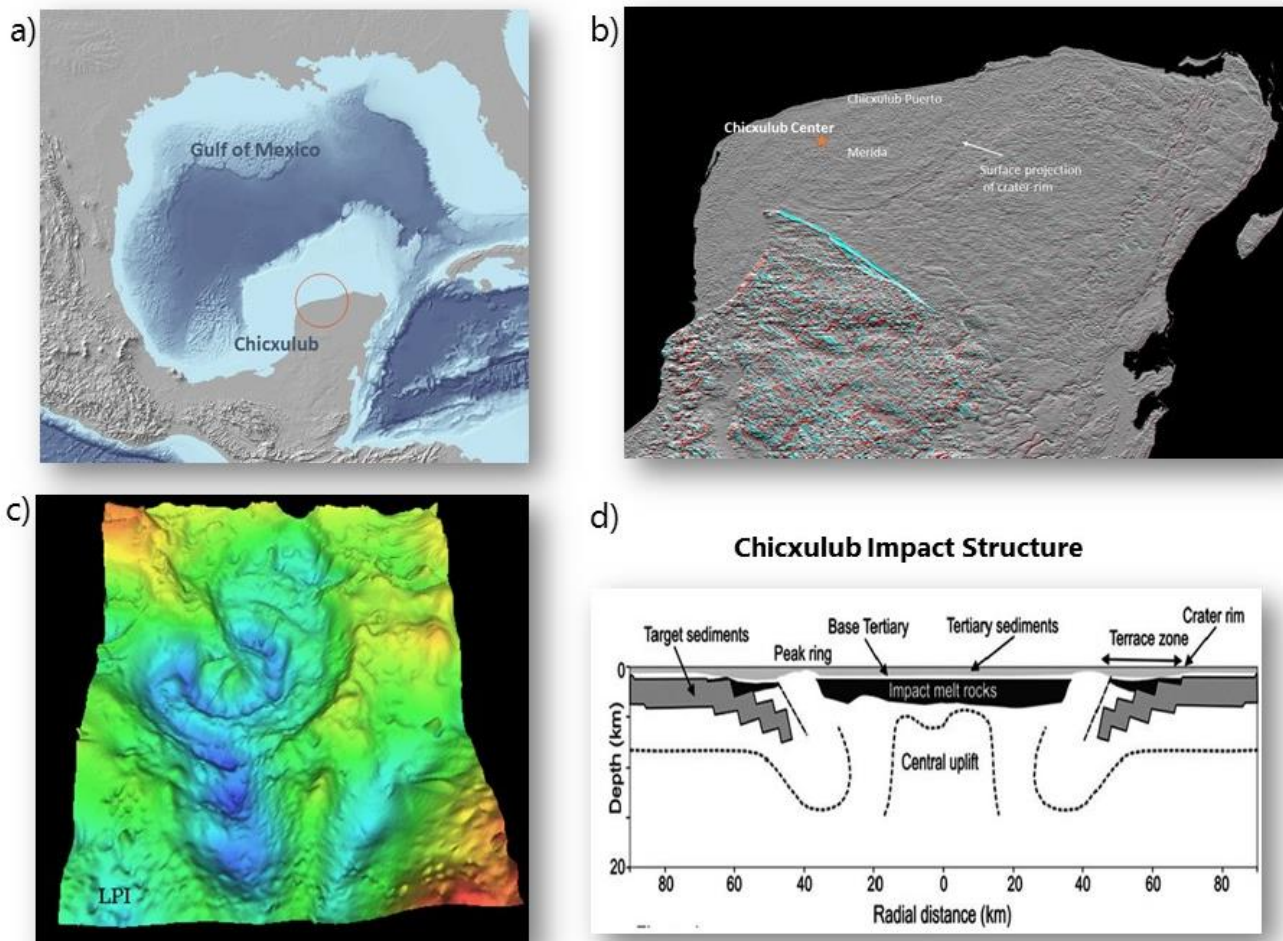 a)
Gulf of Mexico
Chicxulub
b)
Chicxulub Puerto
Chicxulub Center
Merida
Surface projection
of crater rim
c)
LPI
d)
Chicxulub Impact Structure
Crater rim
Base Tertiary
Tertiary sediments
Terrace zone
Target sediments
Peak ring
0
Impact melt rocks
Central uplift
Depth (km)
20
80
60
40
20
0
20
40
60
80
Radial distance (km)